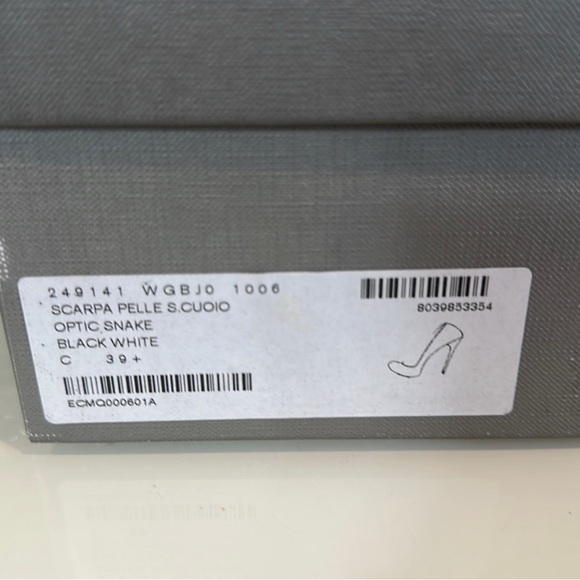 249141 WGBJ0 1006
SCARPA PELLE S.CUOIO
OPTIC SNAKE
BLACK WHITE
C 39+
ECMQ000601A
8039853354